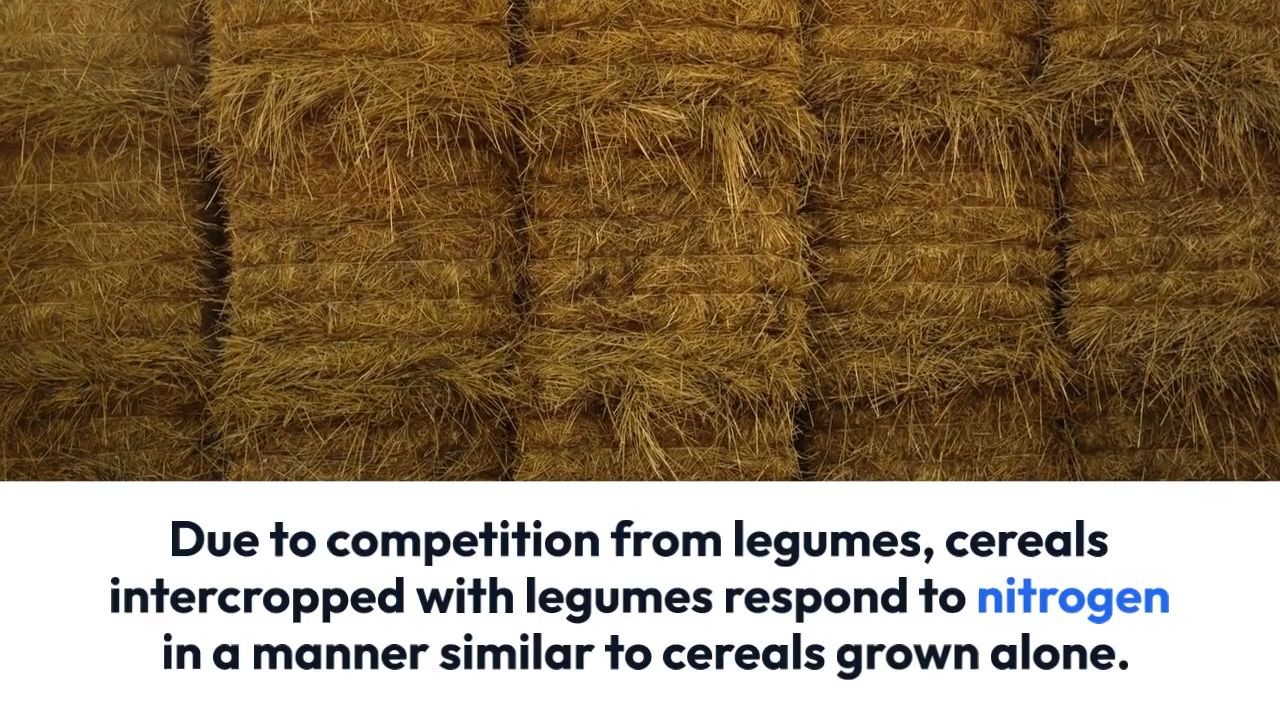 Due to competition from legumes, cereals
intercropped with legumes respond to nitrogen
in a manner similar to cereals grown alone.